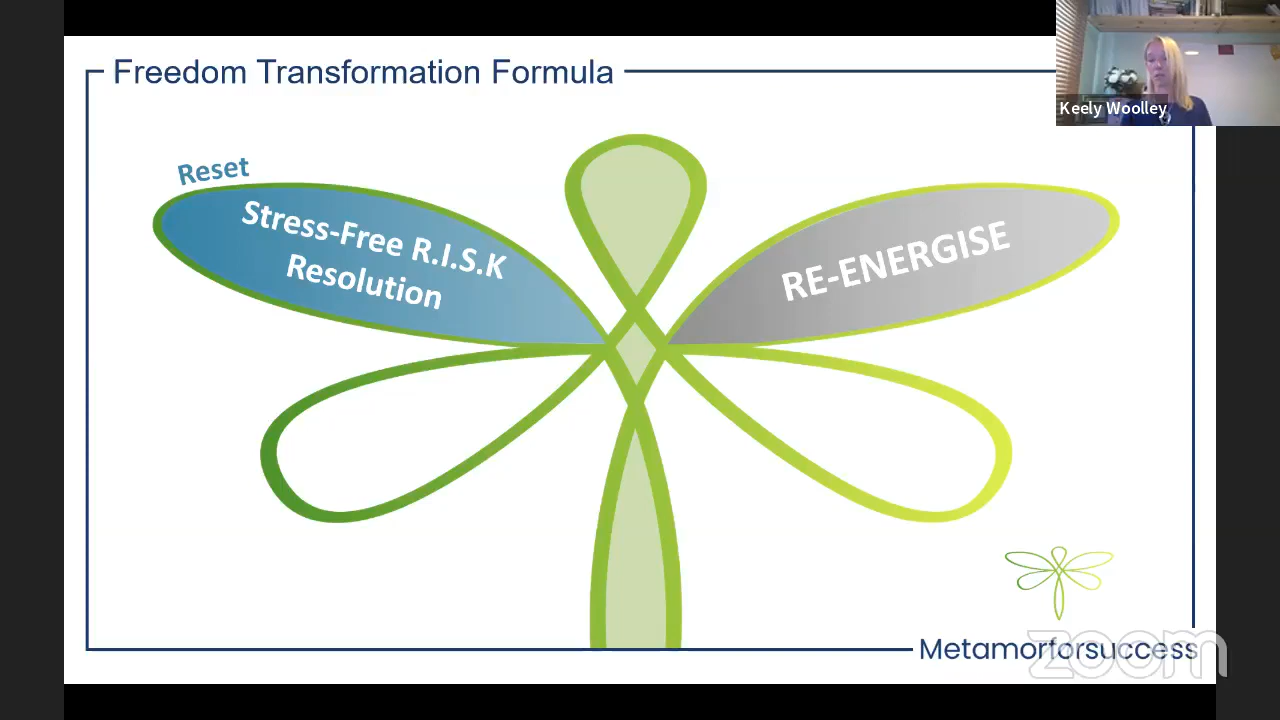 Freedom Transformation Formula
Keely Woolley
Reset
Stress-Free R.I.S.K
Resolution
RE-ENERGISE
Metamorforsuccess
zoom